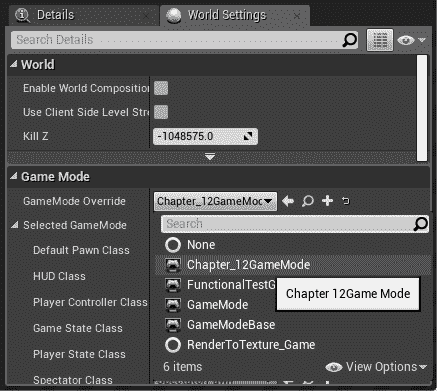 Details
World Settings
Search Details
World
Enable World Composition
Use Client Side Level Stre
Kill Z
-1048575.0
Game Mode
GameMode Override
Chapter_12GameMod
Search
Selected GameMode
None
Default Pawn Class
Chapter_12GameMode
HUD Class
FunctionalTestG
Chapter 12Game Mode
Player Controller Class
GameMode
Game State Class
GameModeBase
Player State Class
RenderToTexture_Game
Spectator Class
6 items
View Options